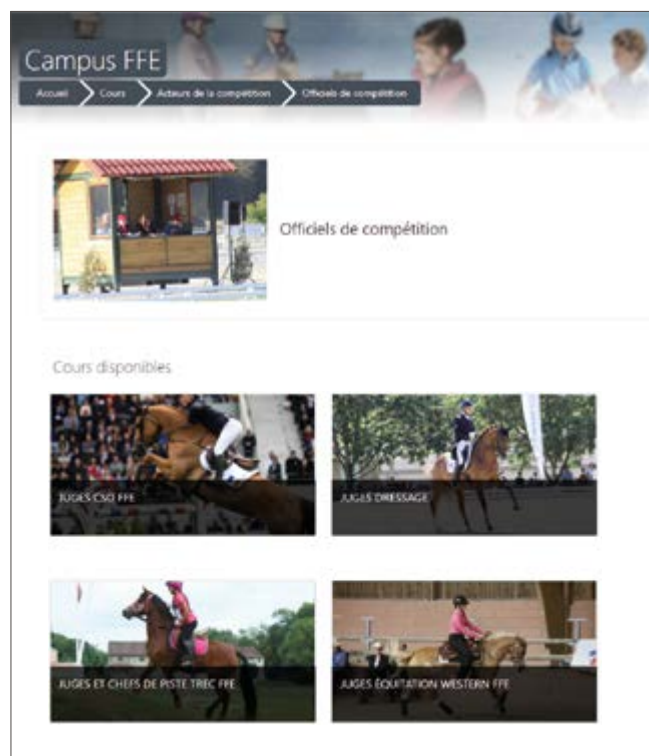 Campus FFE
Accueil Cours Acteurs de la compétition Officiels de compétition
Officiels de compétition
Cours disponibles
JUGES CSO FFE
JUGES DRESSAGE
JUGES ET CHEFS DE PISTE TREC FFE
JUGES ÉQUITATION WESTERN FFE